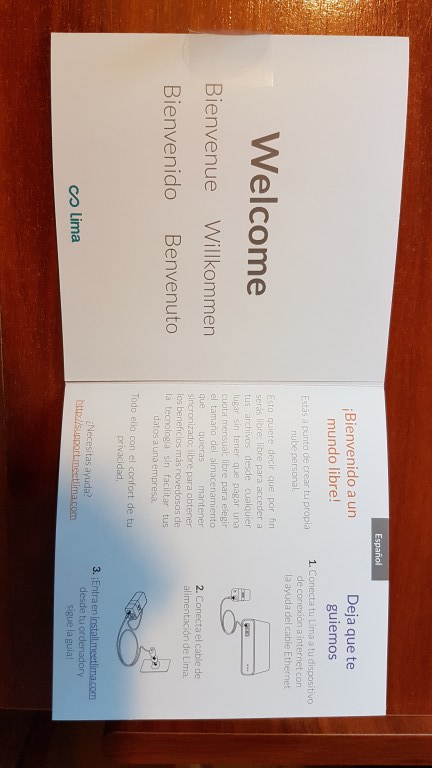 Welcome
Bienvenue Willkommen
Bienvenido Benvenuto
lima
Español
¡Bienvenido a un
mundo libre!
Estás a punto de crear tu propia
nube personal.
Esto quiere decir que por fin
serás libre: libre para acceder a
tus archivos desde cualquier
lugar sin tener que pagar una
cuota mensual; libre para elegir
el tamaño del almacenamiento
que quieras mantener
sincronizado; libre para obtener
los beneficios más novedosos de
la tecnología sin facilitar tus
datos a una empresa.
Todo ello con el confort de tu
privacidad.
¿Necesitas ayuda?
http://support.meetlima.com
Deja que te
guiemos
1. Conecta tu Lima a tu dispositivo
de conexión a internet con
la ayuda del cable Ethernet
2. Conecta el cable de
alimentación de Lima.
3. ¡Entra en install.meetlima.com
desde tu ordenador y
sigue la guía!